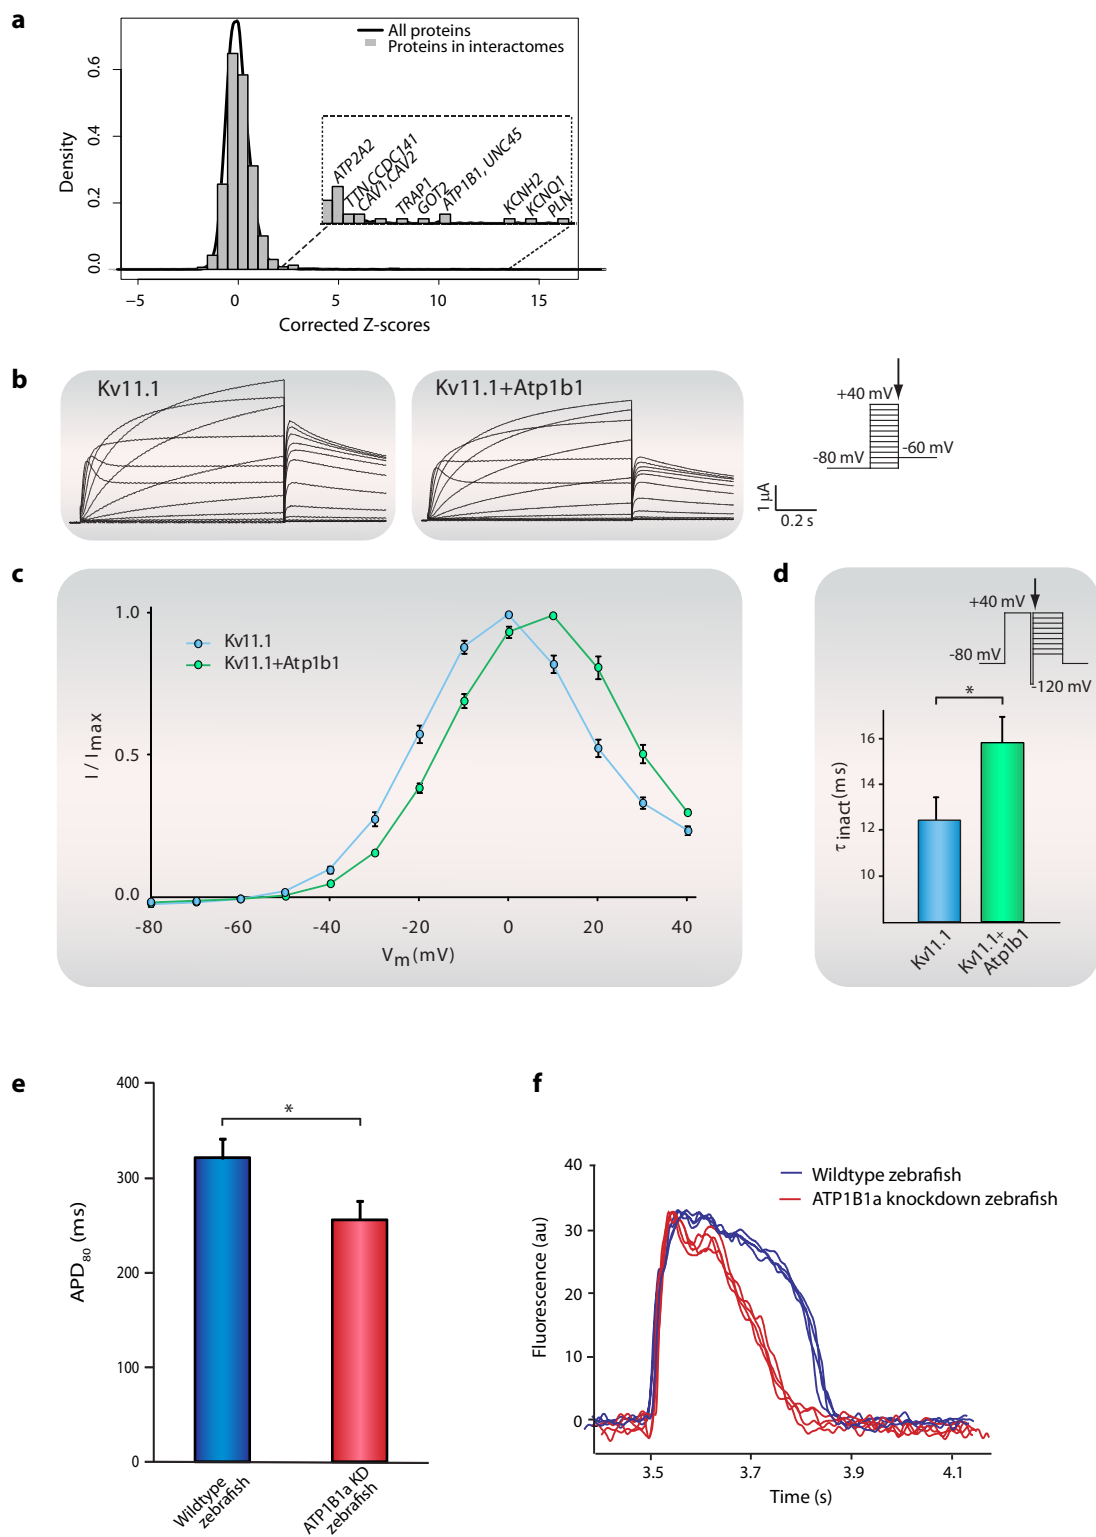 a
All proteins
Proteins in interactomes
Density
0.0
0.2
0.4
0.6
ATP2A2
TTN,CCDC141
CAV1,CAV2
TRAP1
GOT2
ATP1B1, UNC45
KCNH2
KCNQ1
PLN
−5
0
5
10
15
Corrected Z-scores
b
Kv11.1
Kv11.1+Atp1b1
+40 mV
-80 mV
-60 mV
1 µA
0.2 s
c
1.0
0.5
0.0
I / Imax
Kv11.1
Kv11.1+Atp1b1
-80
-60
-40
-20
0
20
40
Vm (mV)
d
+40 mV
-80 mV
-120 mV
*
16
14
12
10
τinact (ms)
Kv11.1
Kv11.1+
Atp1b1
e
400
300
200
100
0
APD80 (ms)
*
Wildtype
zebrafish
ATP1B1a KD
zebrafish
f
Wildtype zebrafish
ATP1B1a knockdown zebrafish
40
30
20
10
0
Fluorescence (au)
3.5
3.7
3.9
4.1
Time (s)